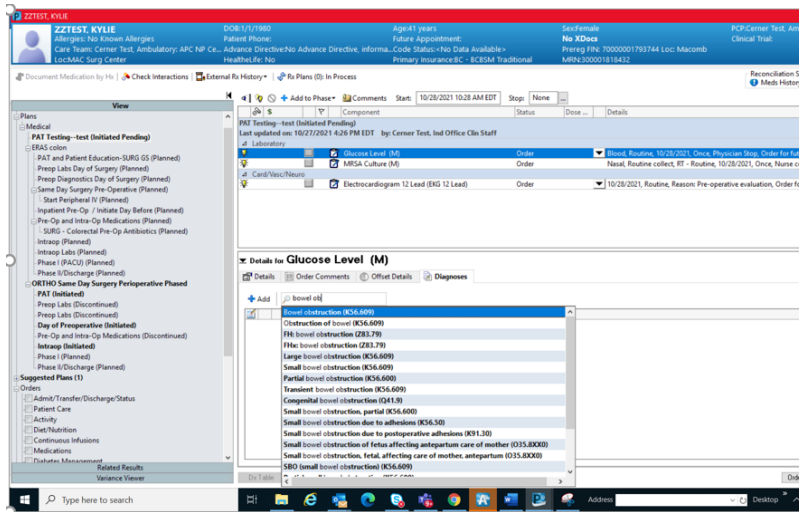 ZZTEST, KYLIE
ZZTEST, KYLIE DOB:1/1/1980 Age:41 years Sex:Female PCP:Cerner Test, Am
Allergies: No Known Allergies Patient Phone: Future Appointment: No XDocs Clinical Trial:
Care Team: Cerner Test, Ambulatory: APC NP Ce... Advance Directive:No Advance Directive, informa... Code Status:<No Data Available> Prereg FIN: 70000001793744 Loc: Macomb
Loc:MAC Surg Center HealtheLife: No Primary Insurance:BC - BCBSM Traditional MRN:300001818432
Document Medication by Hx Check Interactions External Rx History Rx Plans (0): In Process Reconciliation S
Meds History
Add to Phase Comments Start: 10/28/2021 10:28 AM EDT Stop: None ...
View
Plans
Medical
PAT Testing--test (Initiated Pending)
ERAS colon
PAT and Patient Education-SURG GS (Planned)
Preop Labs Day of Surgery (Planned)
Preop Diagnostics Day of Surgery (Planned)
Same Day Surgery Pre-Operative (Planned)
Start Peripheral IV (Planned)
Inpatient Pre-Op / Initiate Day Before (Planned)
Pre-Op and Intra-Op Medications (Planned)
SURG - Colorectal Pre-Op Antibiotics (Planned)
Intraop (Planned)
Intraop Labs (Planned)
Phase I (PACU) (Planned)
Phase II/Discharge (Planned)
ORTHO Same Day Surgery Perioperative Phased
PAT (Initiated)
Preop Labs (Discontinued)
Preop Labs (Discontinued)
Day of Preoperative (Initiated)
Pre-Op and Intra-Op Medications (Discontinued)
Intraop (Initiated)
Phase I (Planned)
Phase II/Discharge (Planned)
Suggested Plans (1)
Orders
Admit/Transfer/Discharge/Status
Patient Care
Activity
Diet/Nutrition
Continuous Infusions
Medications
Diabetes Management
Related Results
Variance Viewer
$ Component Status Dose ... Details
PAT Testing--test (Initiated Pending)
Last updated on: 10/27/2021 4:26 PM EDT by: Cerner Test, Ind Office Clin Staff
Laboratory
Glucose Level (M) Order Blood, Routine, 10/28/2021, Once, Physician Stop, Order for fut
MRSA Culture (M) Order Nasal, Routine collect, RT - Routine, 10/28/2021, Once, Nurse c
Card/Vasc/Neuro
Electrocardiogram 12 Lead (EKG 12 Lead) Order 10/28/2021, Routine, Reason: Pre-operative evaluation, Order fo
Details for Glucose Level (M)
Details Order Comments Offset Details Diagnoses
Add bowel ob
Bowel obstruction (K56.609)
Obstruction of bowel (K56.609)
FH: bowel obstruction (Z83.79)
FHx: bowel obstruction (Z83.79)
Large bowel obstruction (K56.609)
Small bowel obstruction (K56.609)
Partial bowel obstruction (K56.600)
Transient bowel obstruction (K56.609)
Congenital bowel obstruction (Q41.9)
Small bowel obstruction, partial (K56.600)
Small bowel obstruction due to adhesions (K56.50)
Small bowel obstruction due to postoperative adhesions (K91.30)
Small bowel obstruction of fetus affecting antepartum care of mother (O35.8XX0)
Small bowel obstruction, fetal, affecting care of mother, antepartum (O35.8XX0)
SBO (small bowel obstruction) (K56.609)
Dx Table Orde
Type here to search Address Desktop